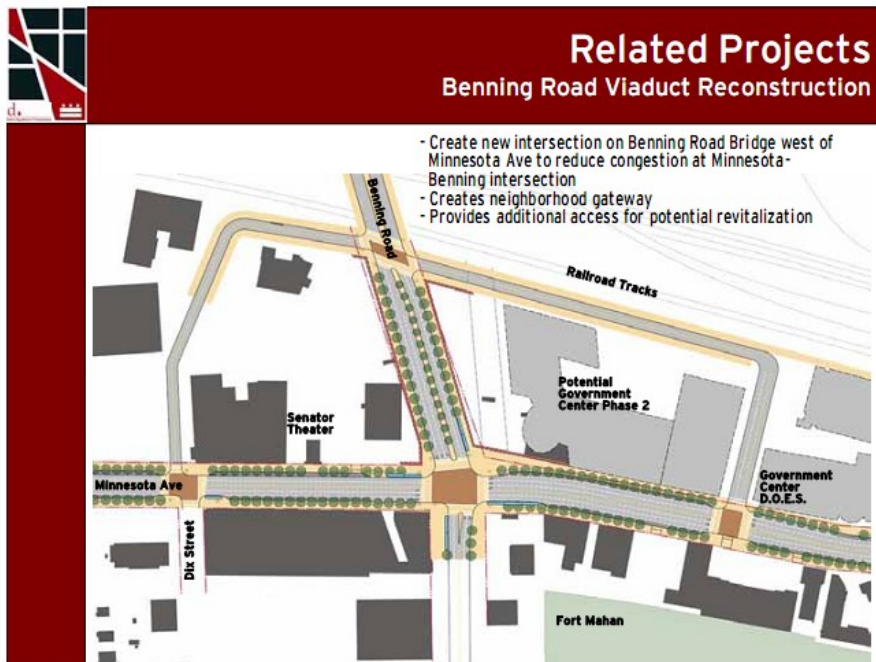 Related Projects
Benning Road Viaduct Reconstruction
d.
- Create new intersection on Benning Road Bridge west of
Minnesota Ave to reduce congestion at Minnesota-
Benning intersection
- Creates neighborhood gateway
- Provides additional access for potential revitalization
Benning Road
Railroad Tracks
Potential
Government
Center Phase 2
Senator
Theater
Minnesota Ave
Government
Center
D.O.E.S.
Dix Street
Fort Mahan